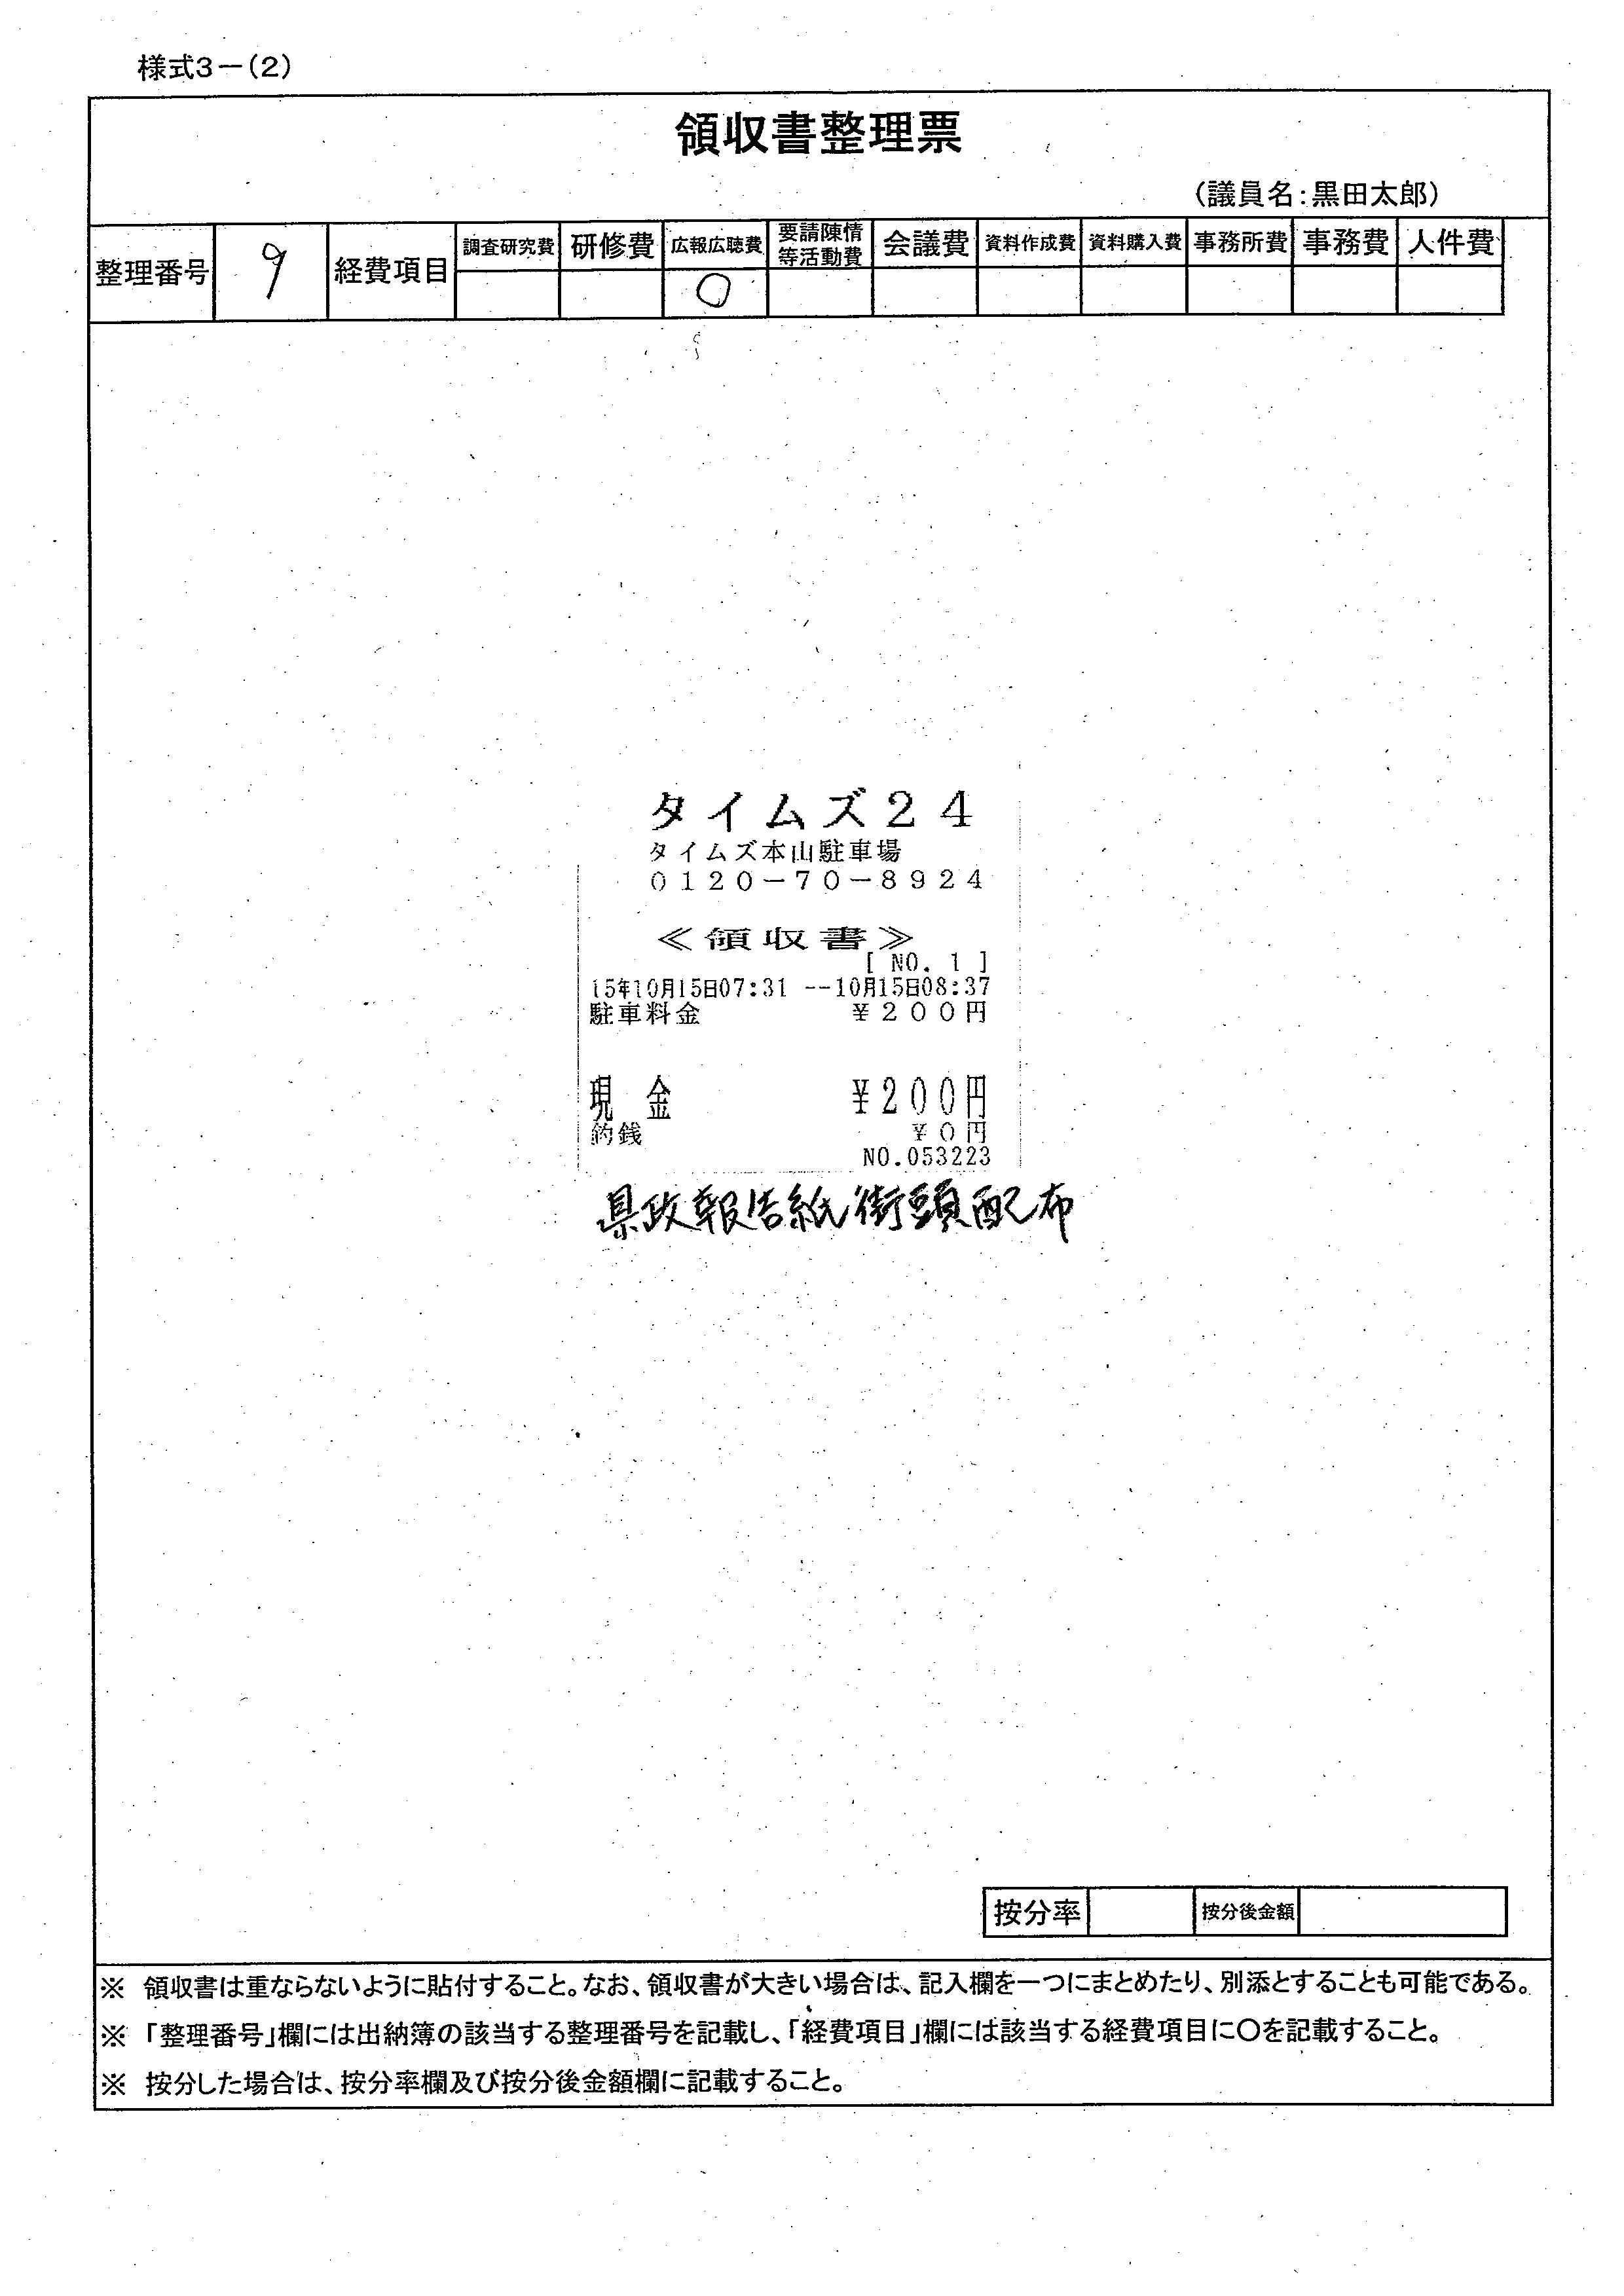 様式3－(2)
領収書整理票
(議員名:黒田太郎)
整理番号 9 経費項目 調査研究費 研修費 広報広聴費 要請陳情等活動費 会議費 資料作成費 資料購入費 事務所費 事務費 人件費
○
タイムズ24
タイムズ本山駐車場
0120－70－8924
≪領収書≫
[ NO. 1 ]
15年10月15日07:31 --10月15日08:37
駐車料金 ¥200円
現 金 ¥200円
釣銭 ¥0円
NO.053223
県政報告紙街頭配布
按分率 按分後金額
※ 領収書は重ならないように貼付すること。なお、領収書が大きい場合は、記入欄を一つにまとめたり、別添とすることも可能である。
※ 「整理番号」欄には出納簿の該当する整理番号を記載し、「経費項目」欄には該当する経費項目に○を記載すること。
※ 按分した場合は、按分率欄及び按分後金額欄に記載すること。